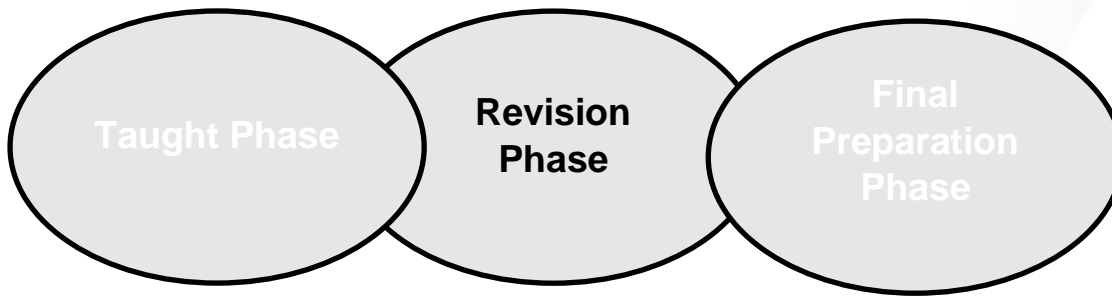 Taught Phase
Revision
Phase
Final
Preparation
Phase